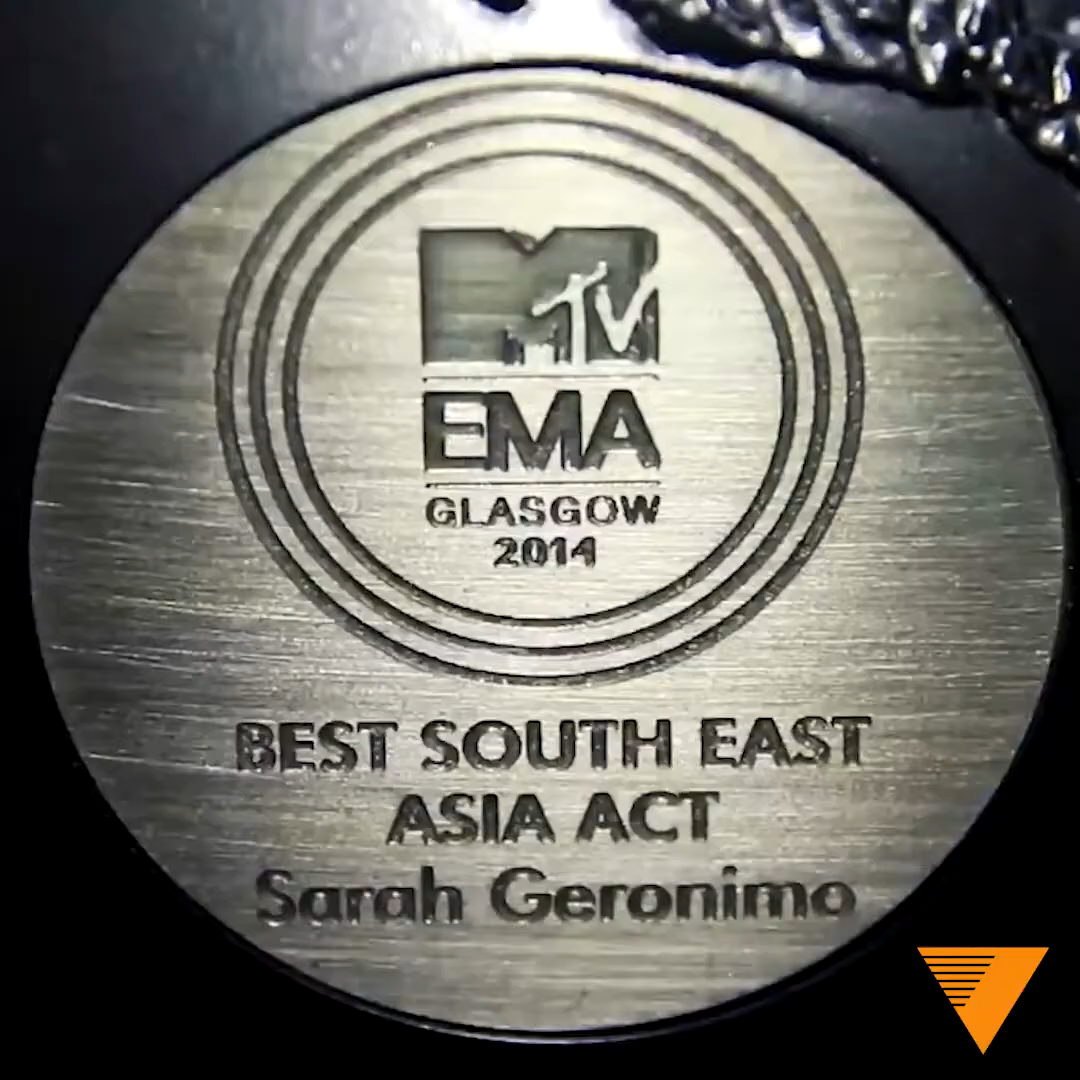 MTV
EMA
GLASGOW
2014
BEST SOUTH EAST
ASIA ACT
Sarah Geronimo